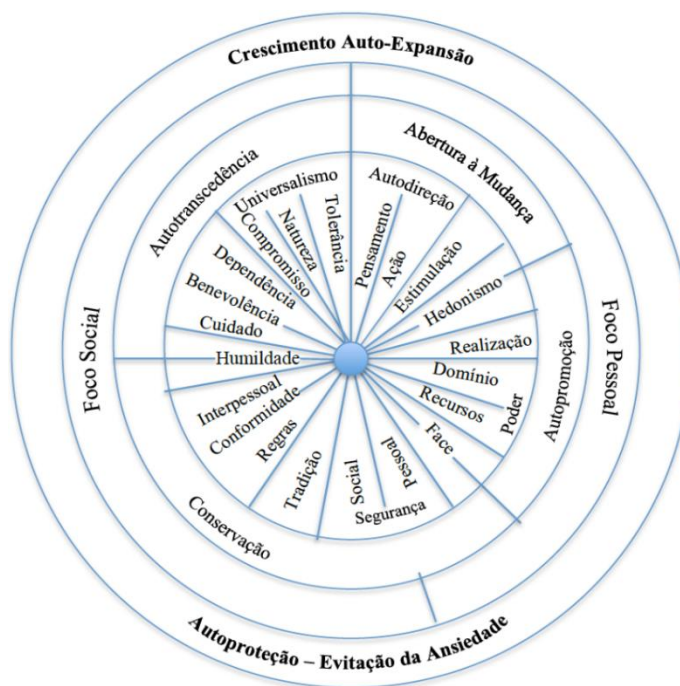 Crescimento Auto-Expansão
Abertura à Mudança
Autotranscedência
Universalismo
Natureza
Tolerância
Compromisso
Dependência
Benevolência
Cuidado
Humildade
Interpessoal
Conformidade
Regras
Tradição
Social
Pessoal
Segurança
Face
Recursos
Domínio
Poder
Realização
Hedonismo
Estimulação
Ação
Pensamento
Autodireção
Foco Social
Foco Pessoal
Autopromoção
Conservação
Autoproteção – Evitação da Ansiedade